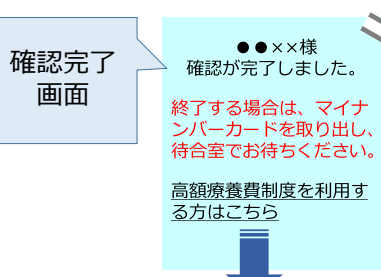 確認完了
画面
●●××様
確認が完了しました。
終了する場合は、マイナ
ンバーカードを取り出し、
待合室でお待ちください。
高額療養費制度を利用す
る方はこちら